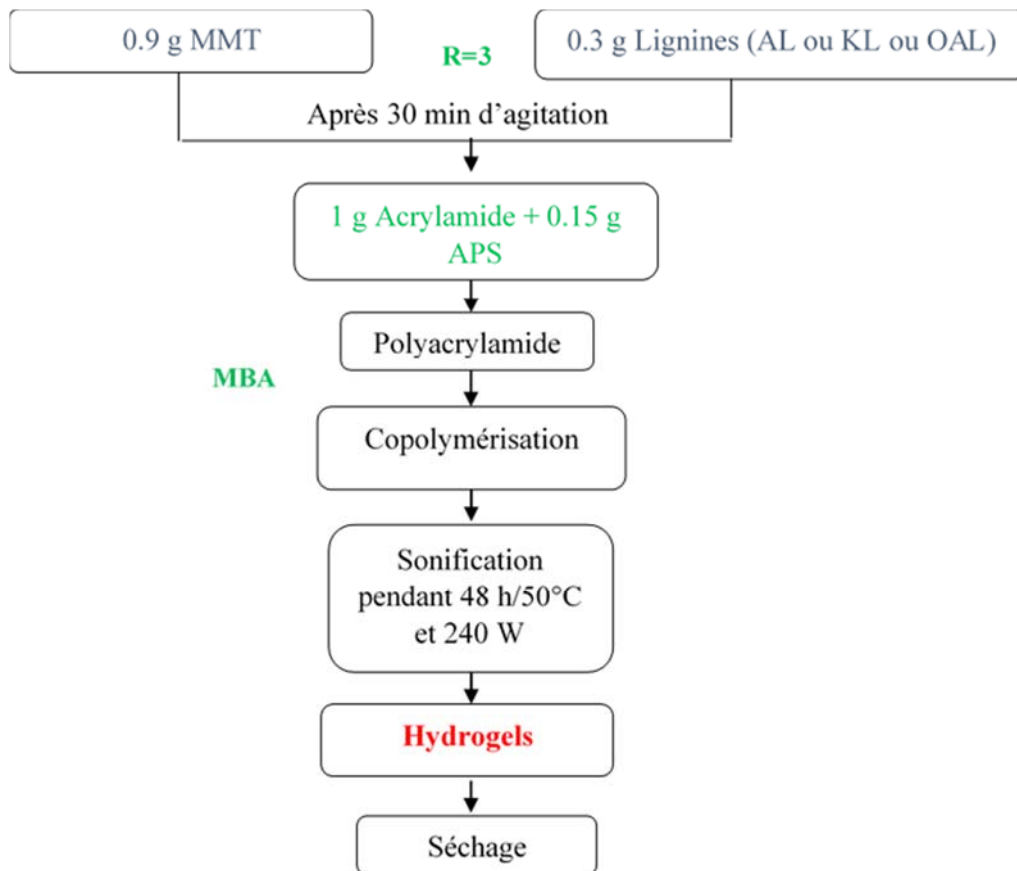 0.9 g MMT
R=3
0.3 g Lignines (AL ou KL ou OAL)
Après 30 min d’agitation
1 g Acrylamide + 0.15 g
APS
Polyacrylamide
MBA
Copolymérisation
Sonification
pendant 48 h/50°C
et 240 W
Hydrogels
Séchage